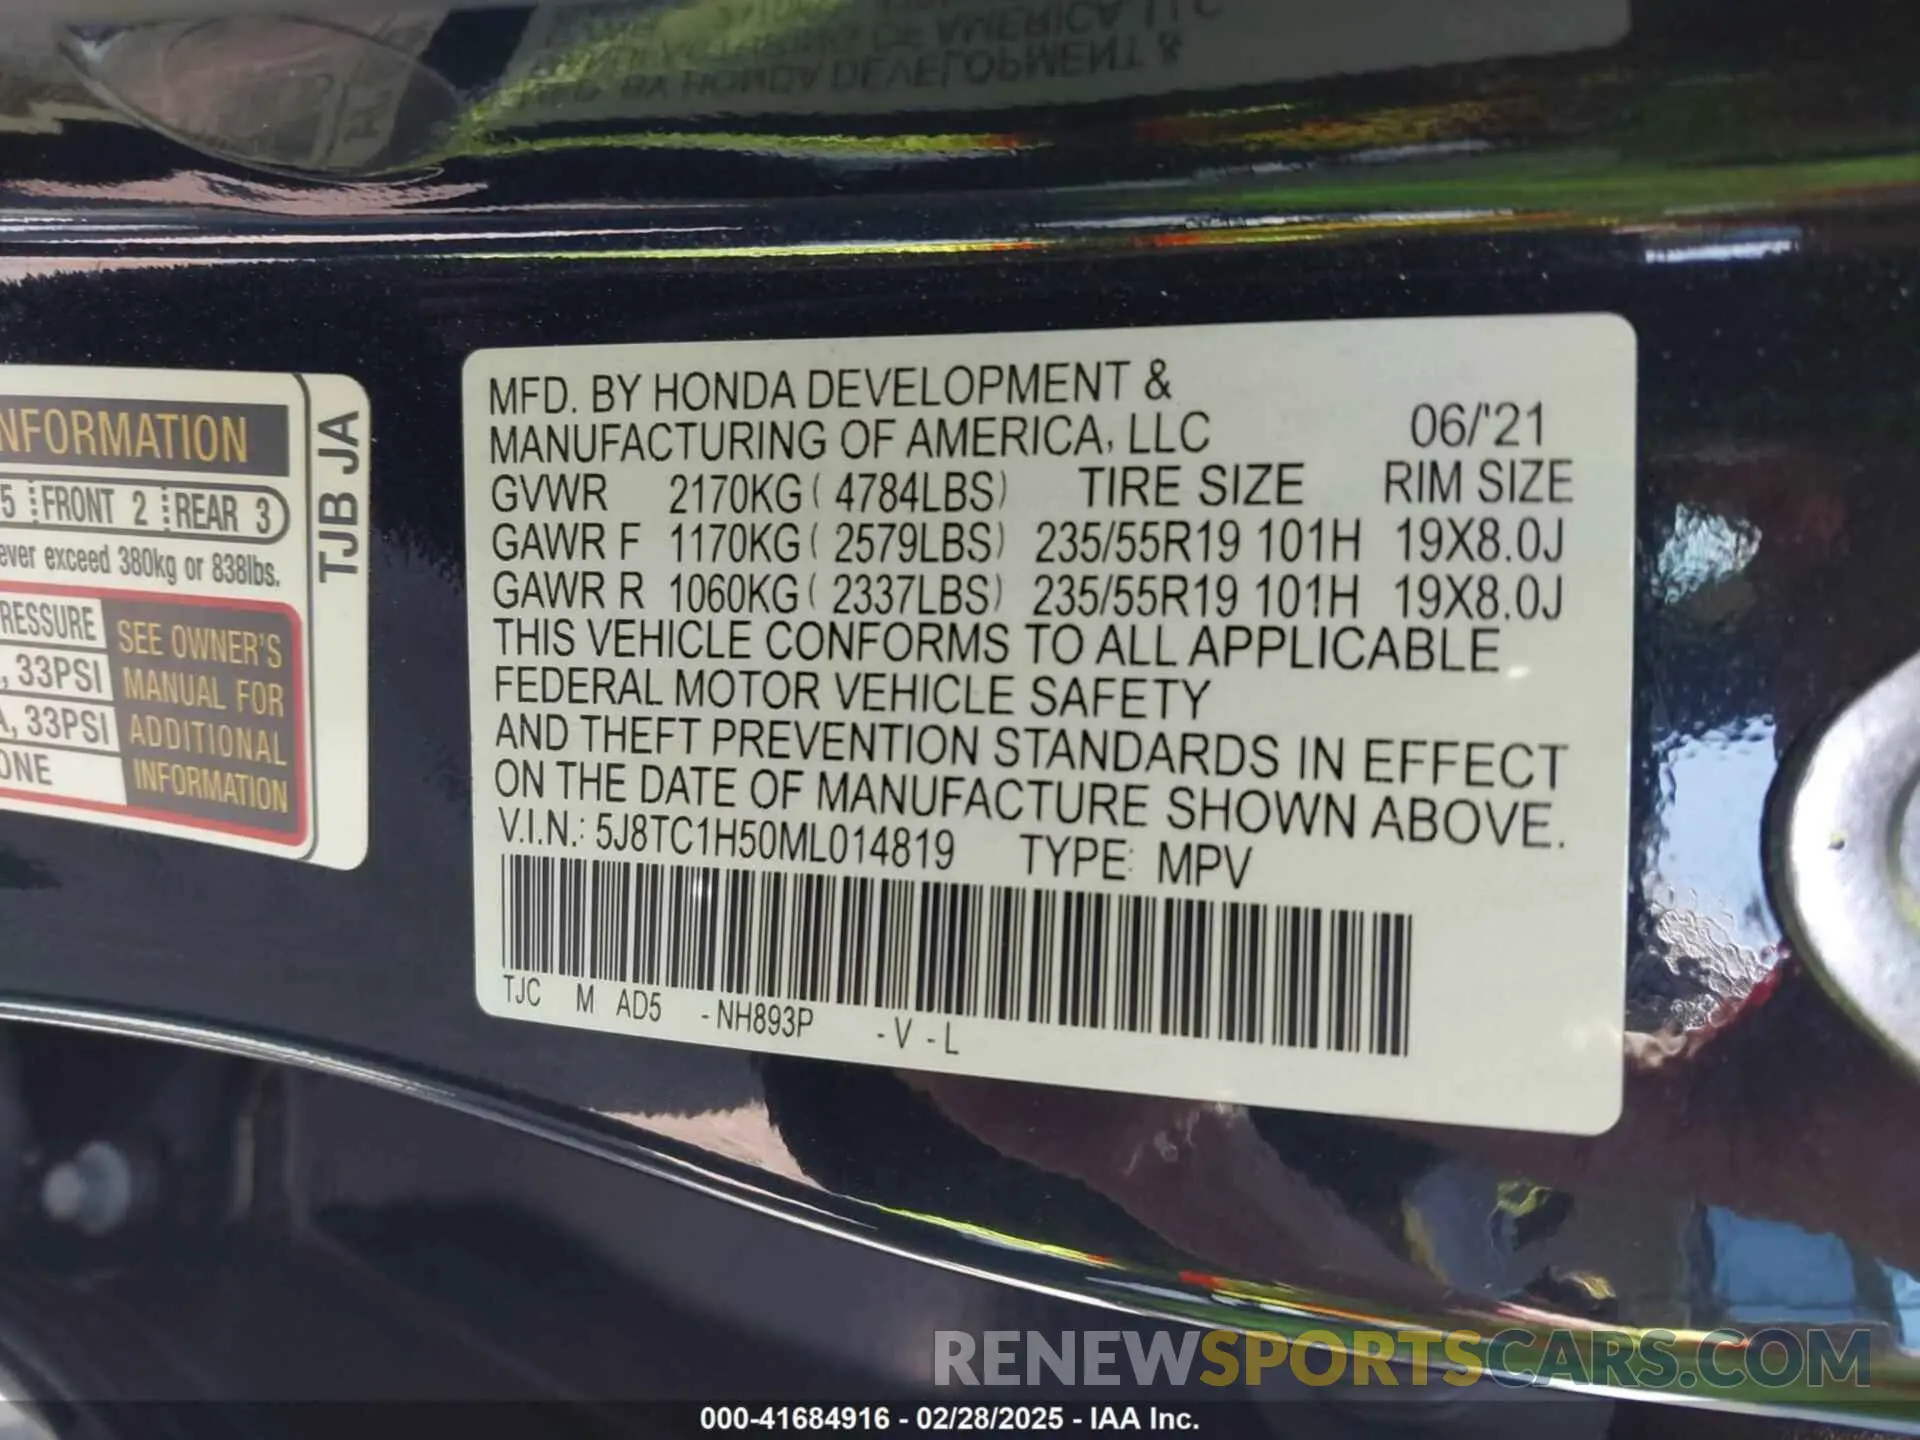 NFORMATION
5 FRONT 2 REAR 3
ever exceed 380kg or 838lbs.
RESSURE
, 33PSI
A, 33PSI
ONE
SEE OWNER'S
MANUAL FOR
ADDITIONAL
INFORMATION
TJB JA
MFD. BY HONDA DEVELOPMENT &
MANUFACTURING OF AMERICA, LLC 06/'21
GVWR 2170KG ( 4784LBS) TIRE SIZE RIM SIZE
GAWR F 1170KG ( 2579LBS) 235/55R19 101H 19X8.0J
GAWR R 1060KG ( 2337LBS) 235/55R19 101H 19X8.0J
THIS VEHICLE CONFORMS TO ALL APPLICABLE
FEDERAL MOTOR VEHICLE SAFETY
AND THEFT PREVENTION STANDARDS IN EFFECT
ON THE DATE OF MANUFACTURE SHOWN ABOVE.
V.I.N.: 5J8TC1H50ML014819 TYPE: MPV
TJC M AD5 - NH893P - V - L
RENEWSPORTSCARS.COM
000-41684916 - 02/28/2025 - IAA Inc.